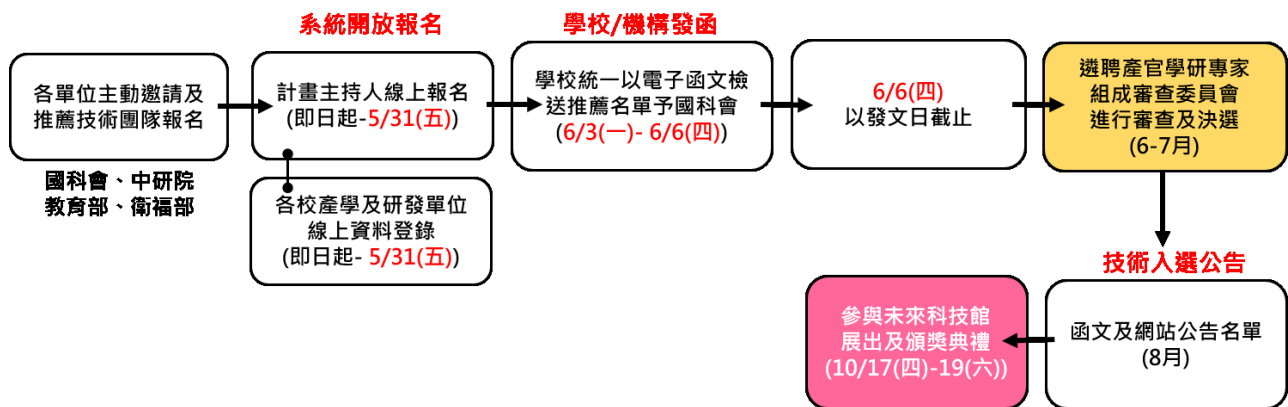 系統開放報名
學校/機構發函
各單位主動邀請及
推薦技術團隊報名
國科會、中研院
教育部、衛福部
計畫主持人線上報名
(即日起-5/31(五))
各校產學及研發單位
線上資料登錄
(即日起- 5/31(五))
學校統一以電子函文檢
送推薦名單予國科會
(6/3(一)- 6/6(四))
6/6(四)
以發文日截止
遴聘產官學研專家
組成審查委員會
進行審查及決選
(6-7月)
技術入選公告
函文及網站公告名單
(8月)
參與未來科技館
展出及頒獎典禮
(10/17(四)-19(六))